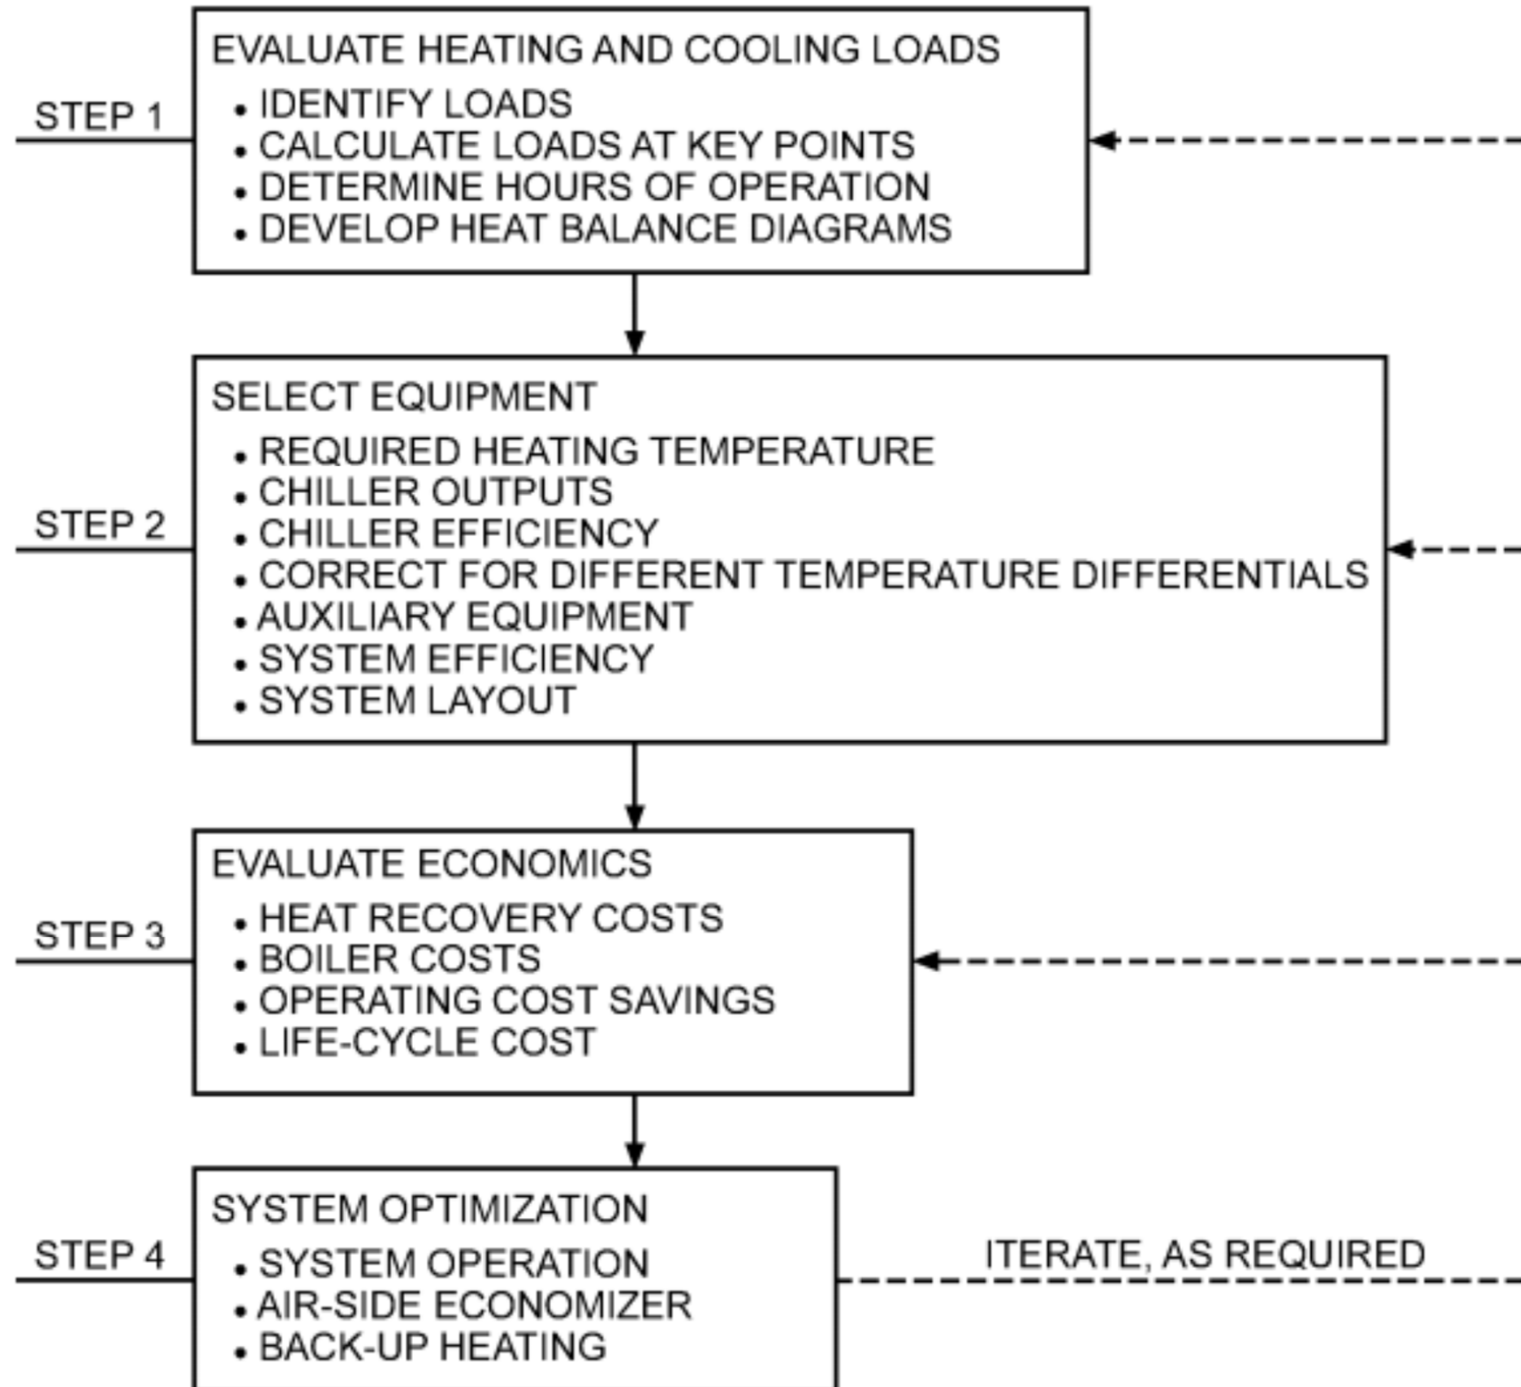 EVALUATE HEATING AND COOLING LOADS
STEP 1
• IDENTIFY LOADS
• CALCULATE LOADS AT KEY POINTS
• DETERMINE HOURS OF OPERATION
• DEVELOP HEAT BALANCE DIAGRAMS
SELECT EQUIPMENT
STEP 2
• REQUIRED HEATING TEMPERATURE
• CHILLER OUTPUTS
• CHILLER EFFICIENCY
• CORRECT FOR DIFFERENT TEMPERATURE DIFFERENTIALS
• AUXILIARY EQUIPMENT
• SYSTEM EFFICIENCY
• SYSTEM LAYOUT
EVALUATE ECONOMICS
STEP 3
• HEAT RECOVERY COSTS
• BOILER COSTS
• OPERATING COST SAVINGS
• LIFE-CYCLE COST
SYSTEM OPTIMIZATION
STEP 4
• SYSTEM OPERATION
• AIR-SIDE ECONOMIZER
• BACK-UP HEATING
ITERATE, AS REQUIRED